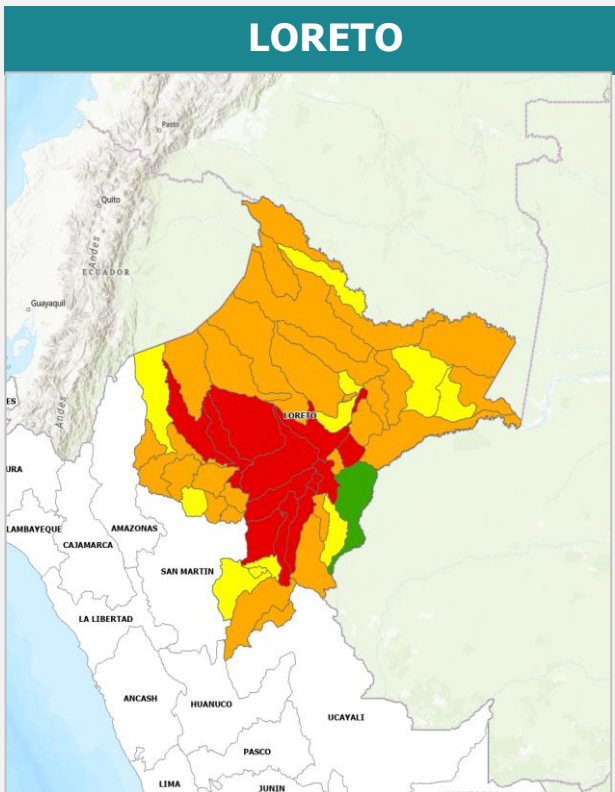 LORETO
Pasto
Quito
Andes
ECUADOR
Guayaquil
Andes
ES
LORETO
URA
LAMBAYEQUE
AMAZONAS
CAJAMARCA
SAN MARTIN
LA LIBERTAD
ANCASH
HUANUCO
UCAYALI
PASCO
LIMA
JUNIN